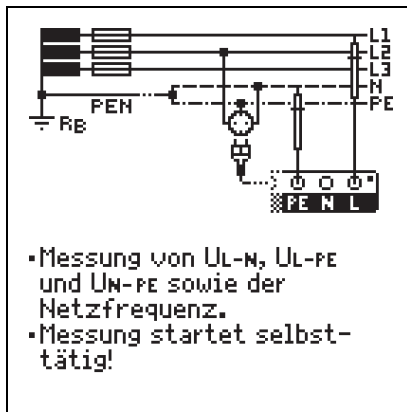 L1
L2
L3
N
PE
PEN
RB
PE N L
▪Messung von UL-N, UL-PE
und UN-PE sowie der
Netzfrequenz.
▪Messung startet selbst-
tätig!